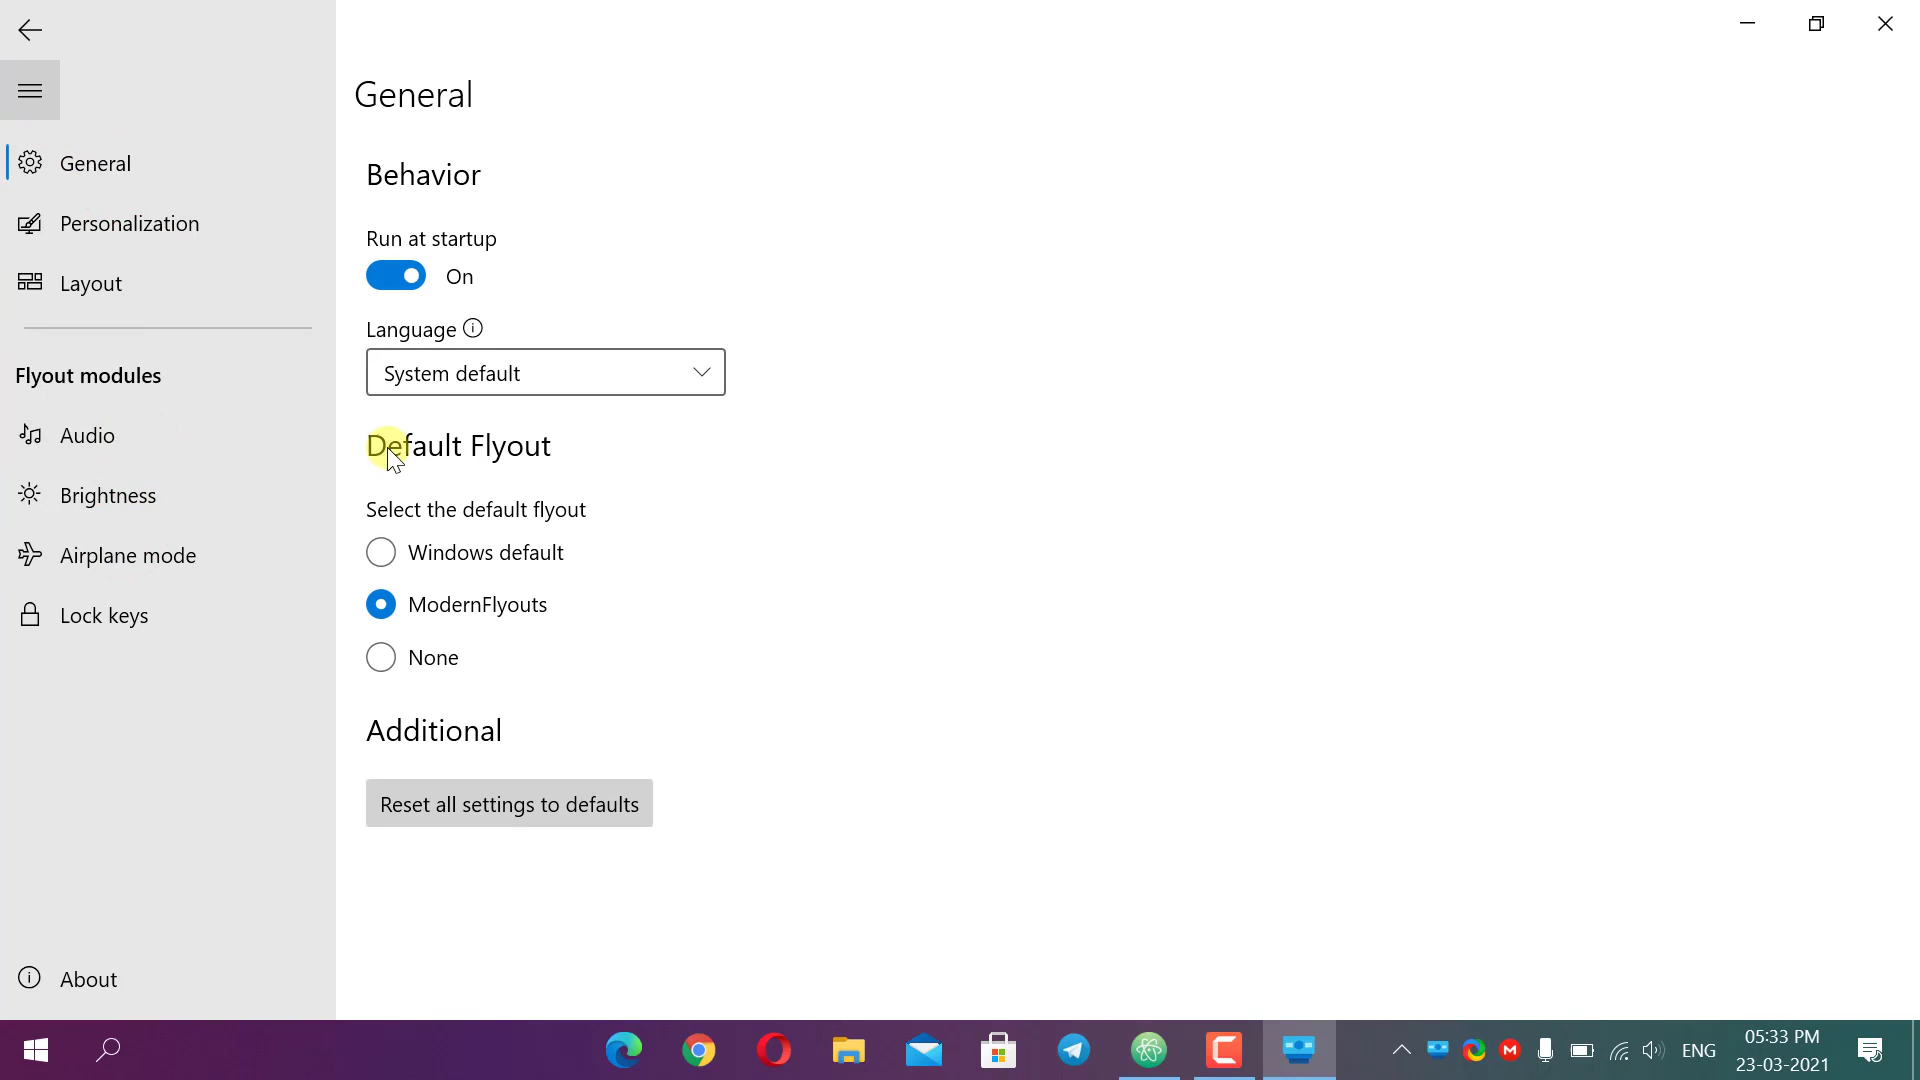 General
Personalization
Layout
Flyout modules
Audio
Brightness
Airplane mode
Lock keys
About
General
Behavior
Run at startup
On
Language
System default
Default Flyout
Select the default flyout
Windows default
ModernFlyouts
None
Additional
Reset all settings to defaults
ENG
05:33 PM
23-03-2021